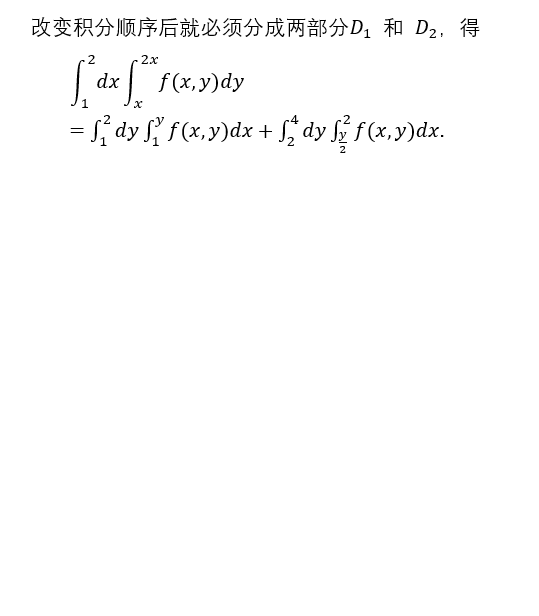 改变积分顺序后就必须分成两部分D₁ 和 D₂，得
∫₁² dx ∫ₓ²ˣ f(x,y)dy
= ∫₁² dy ∫₁ʸ f(x,y)dx + ∫₂⁴ dy ∫_{y/2}² f(x,y)dx.